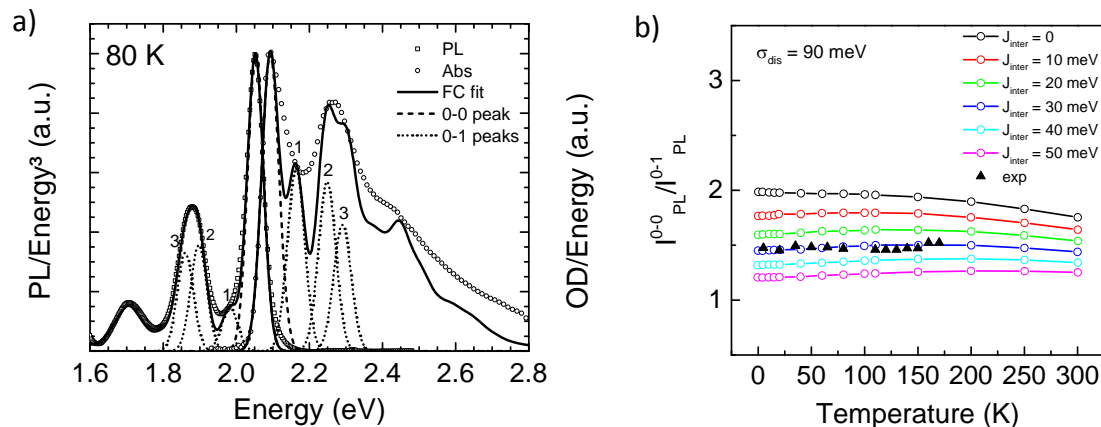 a)
80 K
PL
Abs
FC fit
0-0 peak
0-1 peaks
1
2
3
3
2
1
PL/Energy³ (a.u.)
OD/Energy (a.u.)
1.6 1.8 2.0 2.2 2.4 2.6 2.8
Energy (eV)
b)
σdis = 90 meV
Jinter = 0
Jinter = 10 meV
Jinter = 20 meV
Jinter = 30 meV
Jinter = 40 meV
Jinter = 50 meV
exp
I0-0PL/I0-1PL
3
2
1
0 50 100 150 200 250 300
Temperature (K)